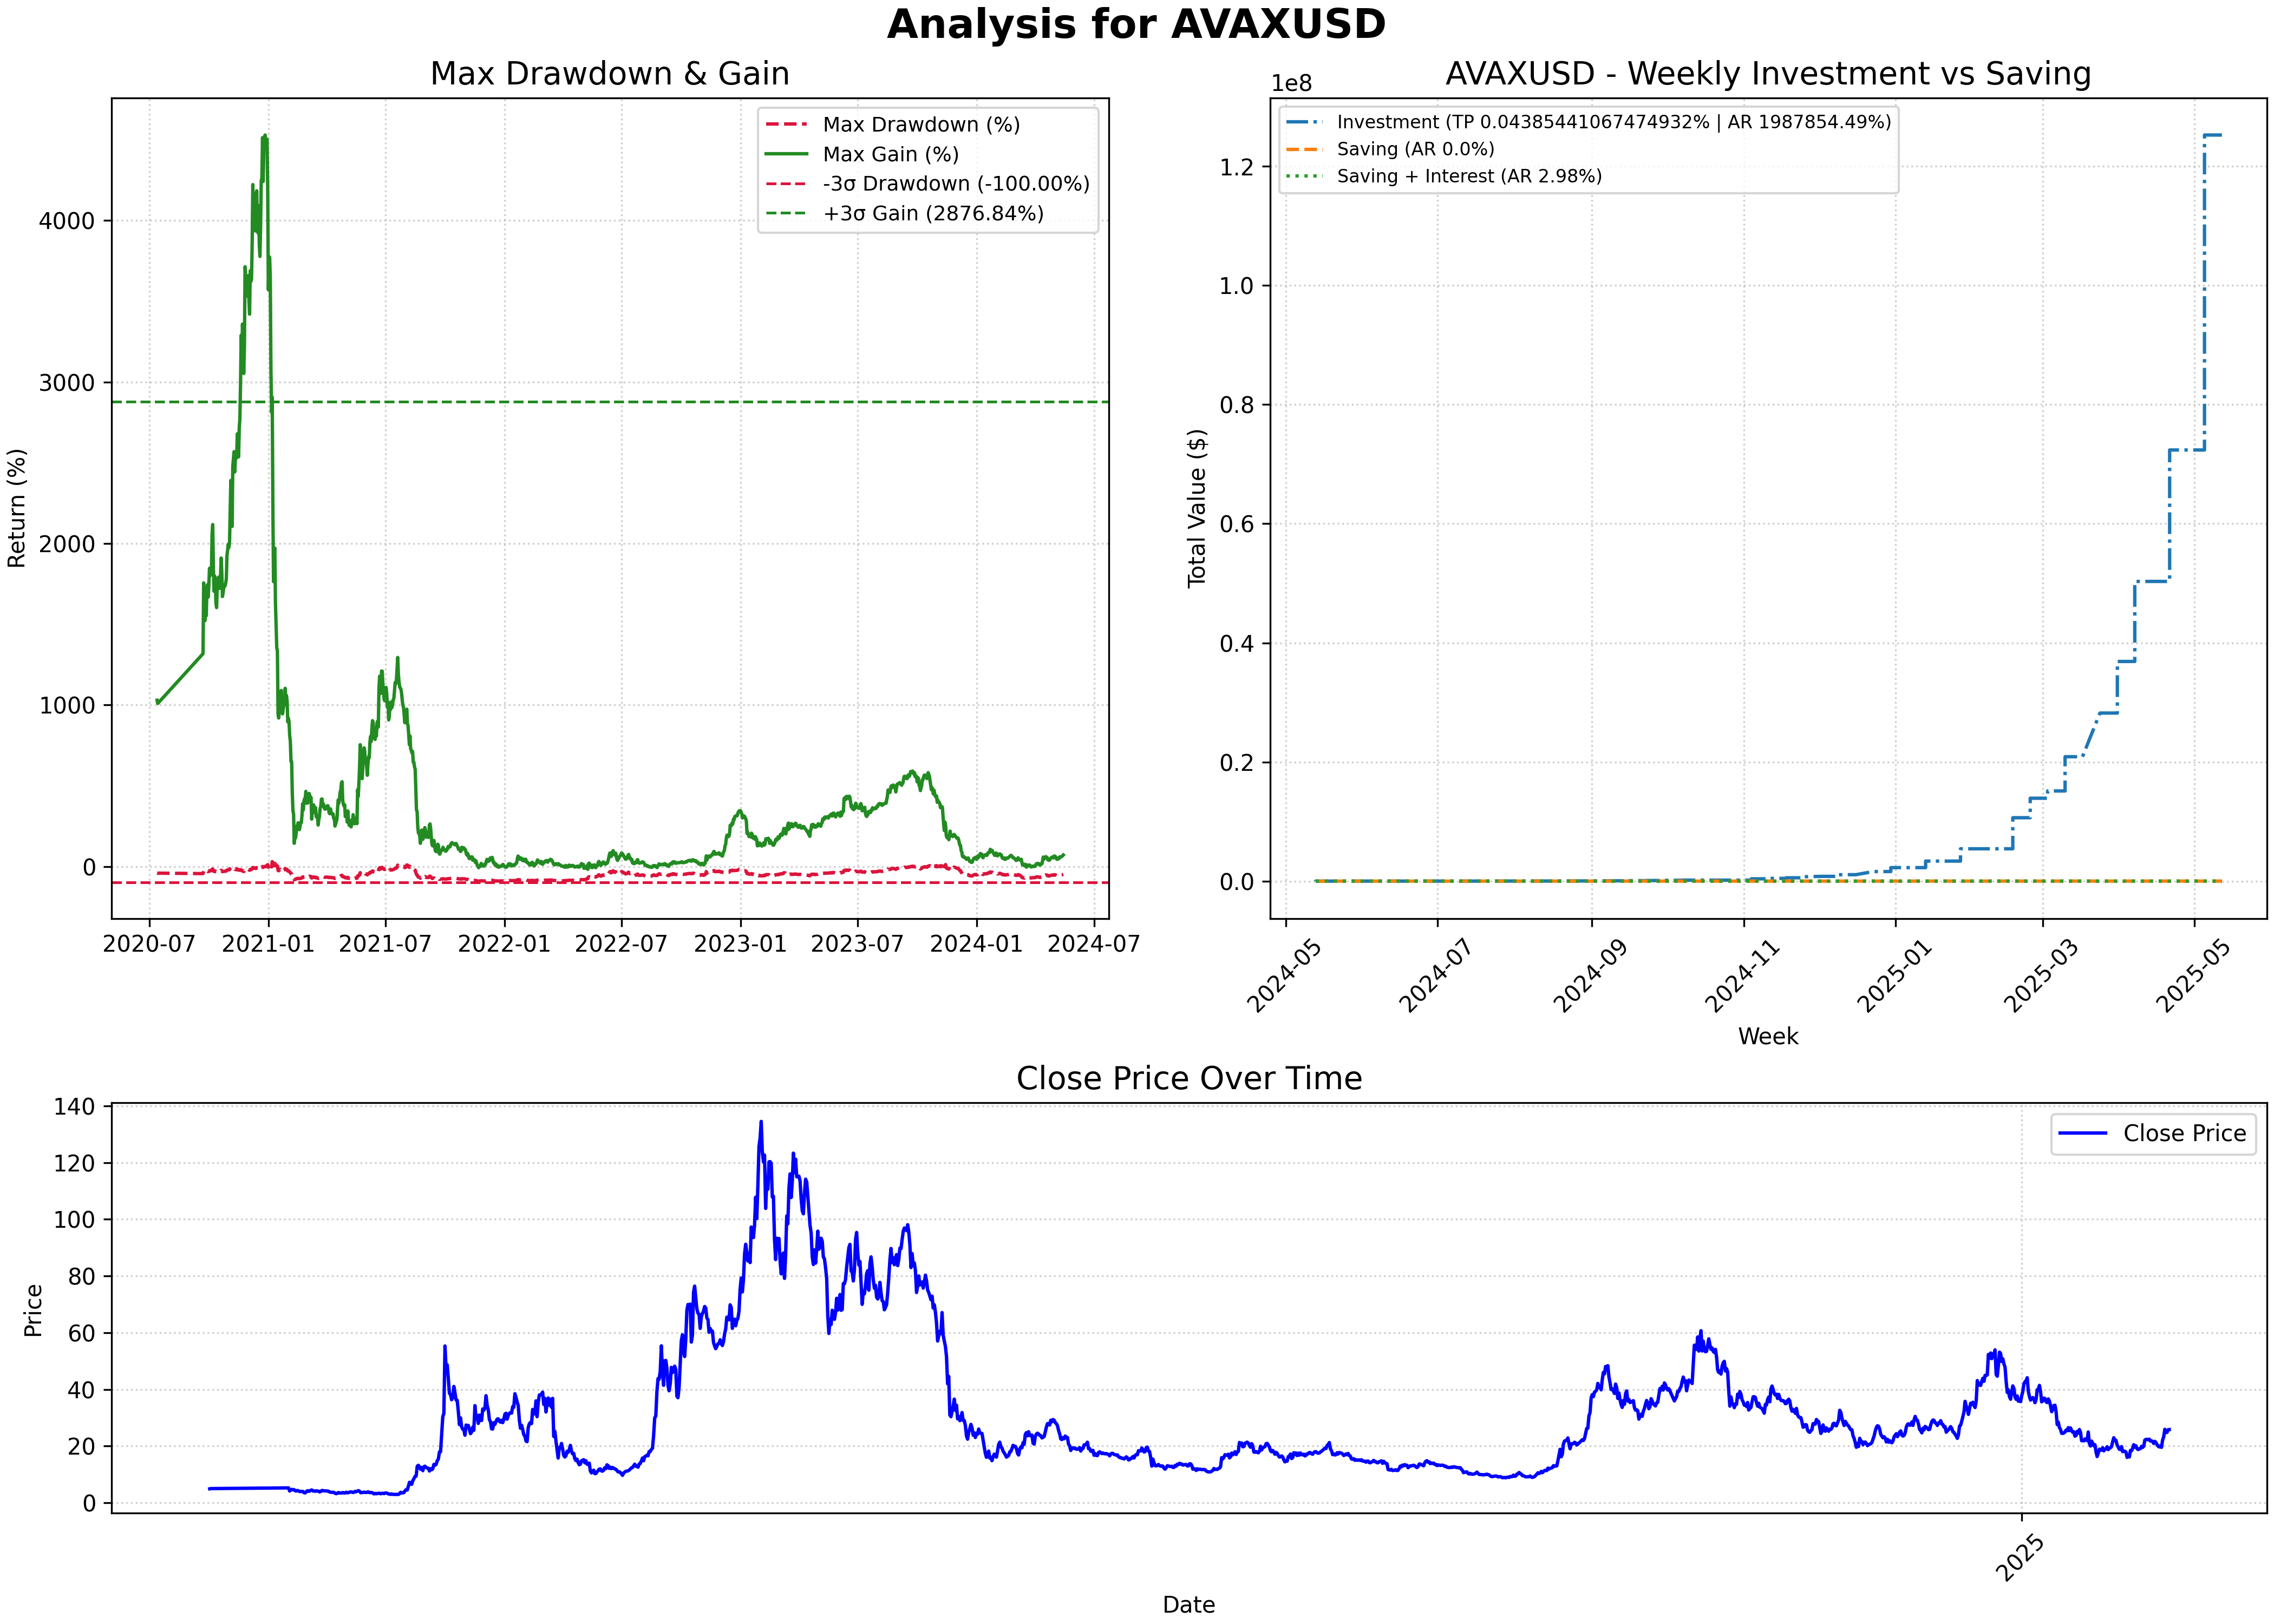 Analysis for AVAXUSD
Max Drawdown & Gain
Max Drawdown (%)
Max Gain (%)
-3σ Drawdown (-100.00%)
+3σ Gain (2876.84%)
Return (%)
4000
3000
2000
1000
0
2020-07 2021-01 2021-07 2022-01 2022-07 2023-01 2023-07 2024-01 2024-07
AVAXUSD - Weekly Investment vs Saving
1e8
Investment (TP 0.04385441067474932% | AR 1987854.49%)
Saving (AR 0.0%)
Saving + Interest (AR 2.98%)
Total Value ($)
1.2
1.0
0.8
0.6
0.4
0.2
0.0
2024-05 2024-07 2024-09 2024-11 2025-01 2025-03 2025-05
Week
Close Price Over Time
Close Price
Price
140
120
100
80
60
40
20
0
2025
Date